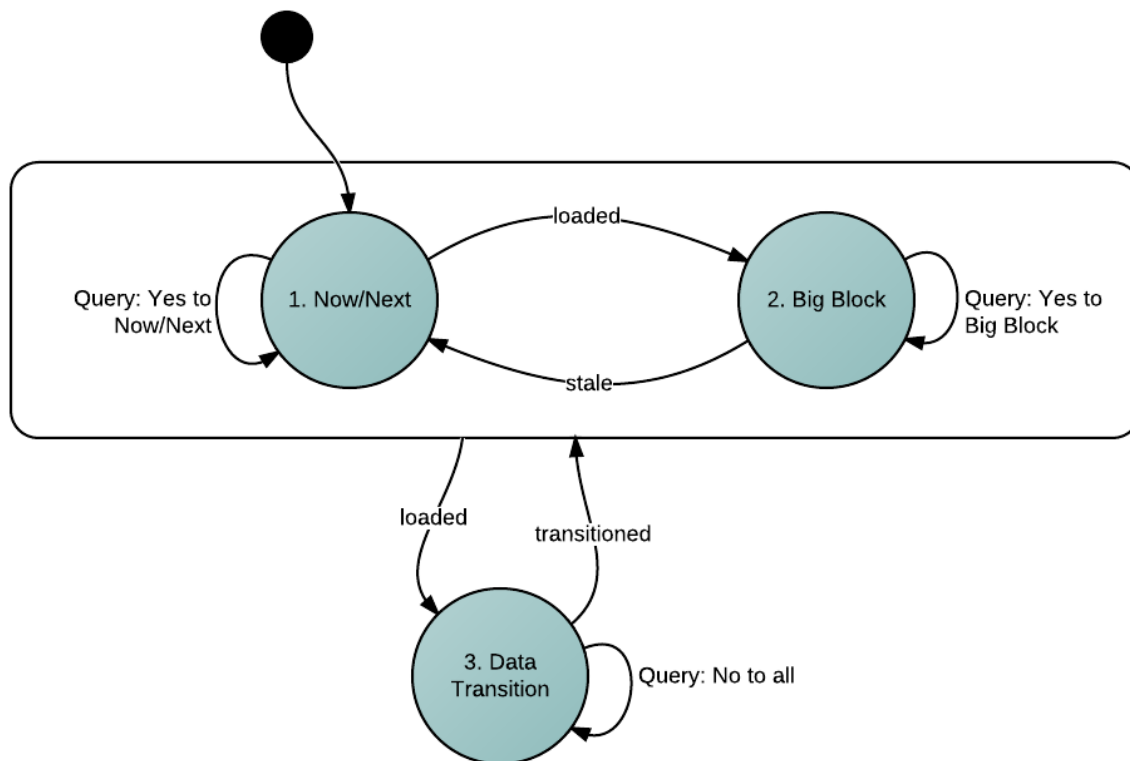 loaded
Query: Yes to
Now/Next
1. Now/Next
2. Big Block
Query: Yes to
Big Block
stale
loaded
transitioned
3. Data
Transition
Query: No to all